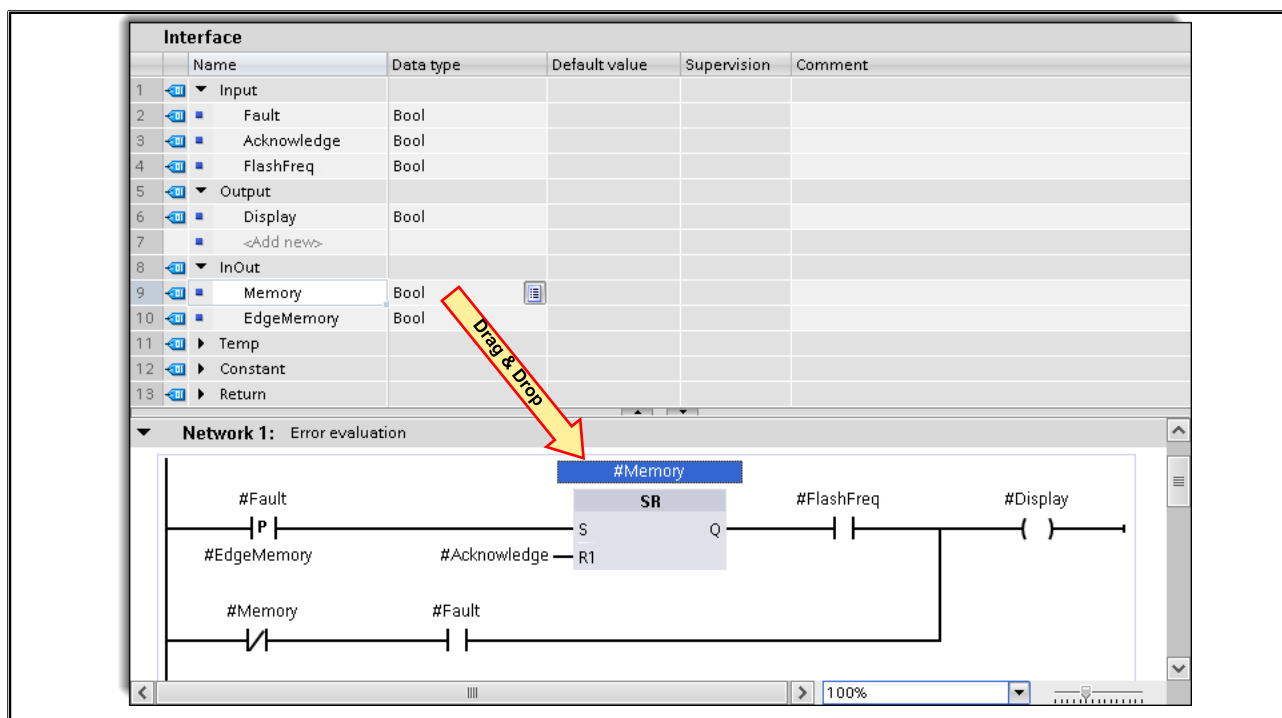 Interface
Name Data type Default value Supervision Comment
1 Input
2 Fault Bool
3 Acknowledge Bool
4 FlashFreq Bool
5 Output
6 Display Bool
7 <Add new>
8 InOut
9 Memory Bool
10 EdgeMemory Bool
11 Temp
12 Constant
13 Return
Drag & Drop
Network 1: Error evaluation
#Memory
#Fault SR #FlashFreq #Display
P S Q
#EdgeMemory #Acknowledge R1
#Memory #Fault
100%